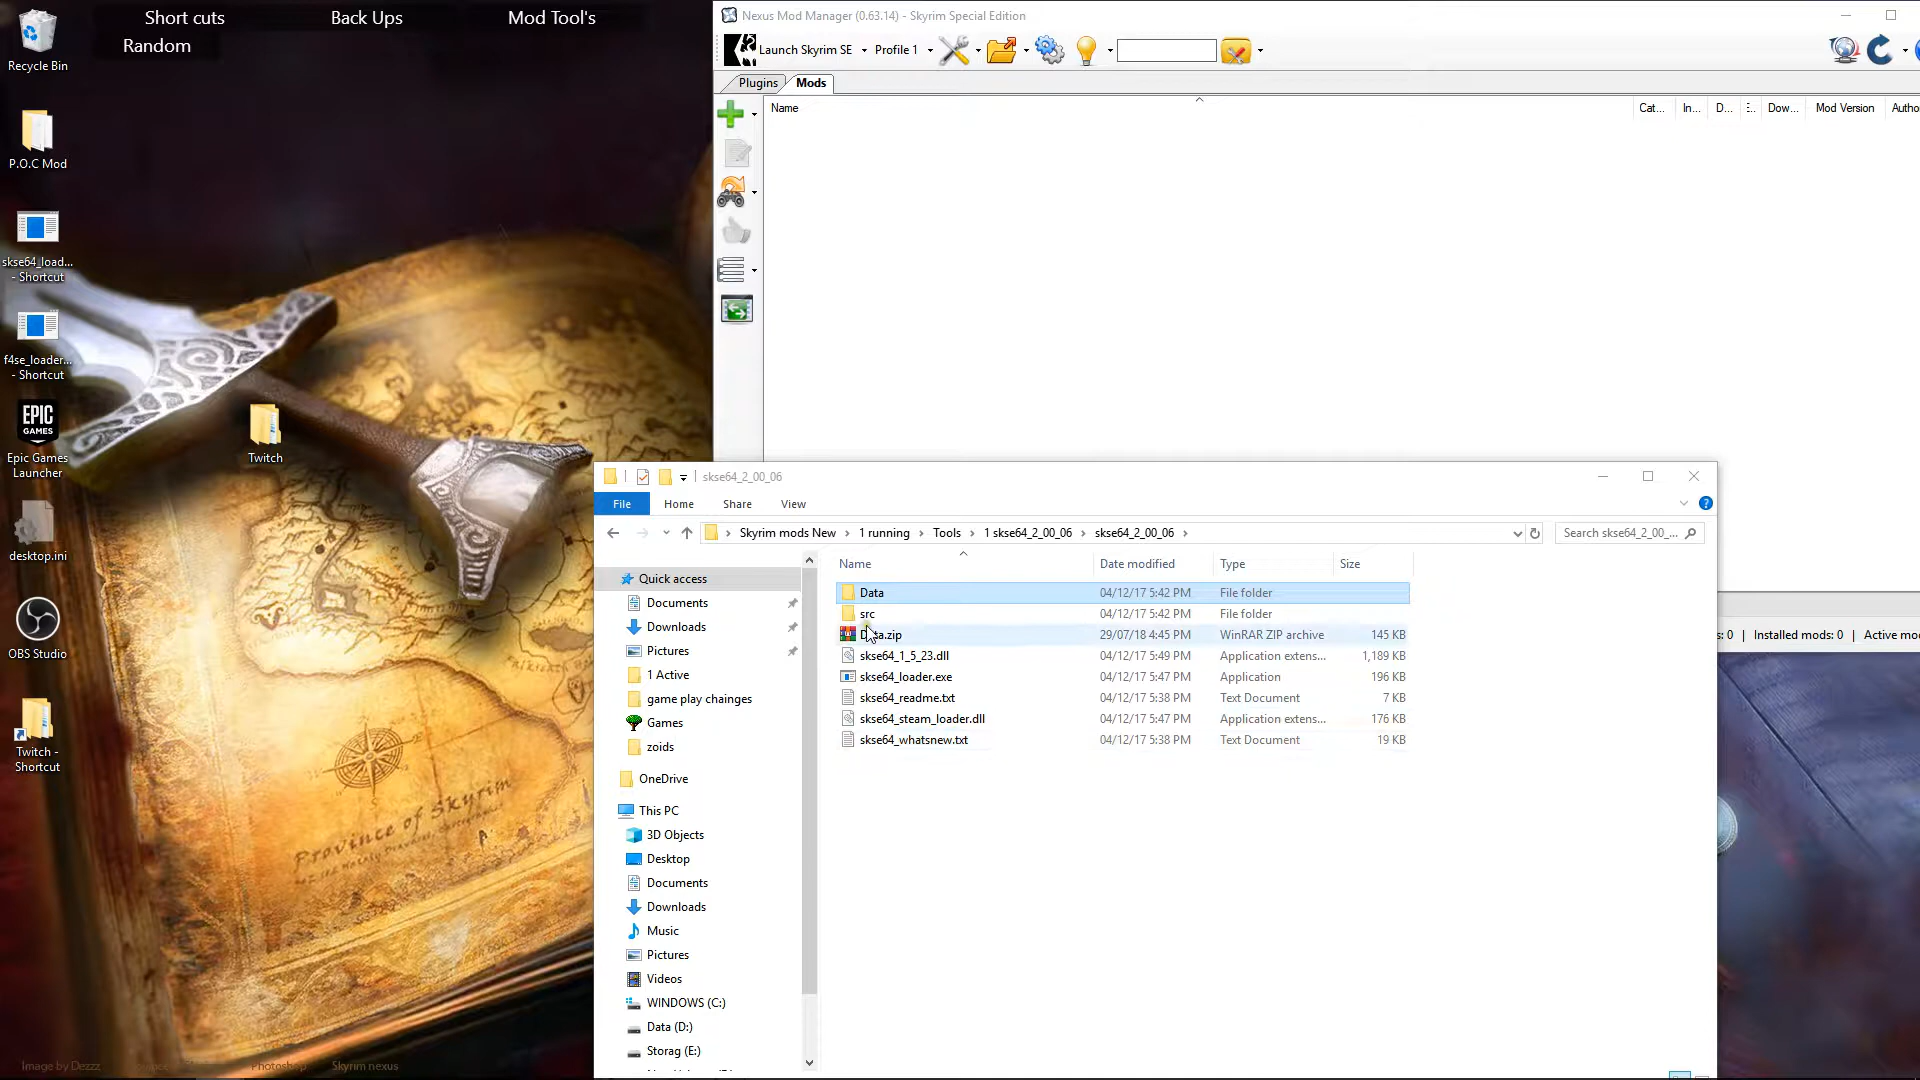 Short cuts
Back Ups
Mod Tool's
Random
Recycle Bin
P.O.C Mod
skse64_load...
- Shortcut
f4se_loader...
- Shortcut
EPIC
GAMES
Epic Games
Launcher
Twitch
desktop.ini
OBS Studio
Twitch -
Shortcut
Province of Skyrim
Image by Dezzz
Photoshop
Skyrim nexus
Nexus Mod Manager (0.63.14) - Skyrim Special Edition
Launch Skyrim SE
Profile 1
Plugins
Mods
Name
Cat...
In...
D...
E..
Dow...
Mod Version
Autho
s: 0 | Installed mods: 0 | Active mo
skse64_2_00_06
File
Home
Share
View
Skyrim mods New > 1 running > Tools > 1 skse64_2_00_06 > skse64_2_00_06 >
Search skse64_2_00_...
Name
Date modified
Type
Size
Quick access
Documents
Downloads
Pictures
1 Active
game play chainges
Games
zoids
OneDrive
This PC
3D Objects
Desktop
Documents
Downloads
Music
Pictures
Videos
WINDOWS (C:)
Data (D:)
Storag (E:)
Data 04/12/17 5:42 PM File folder
src 04/12/17 5:42 PM File folder
Data.zip 29/07/18 4:45 PM WinRAR ZIP archive 145 KB
skse64_1_5_23.dll 04/12/17 5:49 PM Application extens... 1,189 KB
skse64_loader.exe 04/12/17 5:47 PM Application 196 KB
skse64_readme.txt 04/12/17 5:38 PM Text Document 7 KB
skse64_steam_loader.dll 04/12/17 5:47 PM Application extens... 176 KB
skse64_whatsnew.txt 04/12/17 5:38 PM Text Document 19 KB